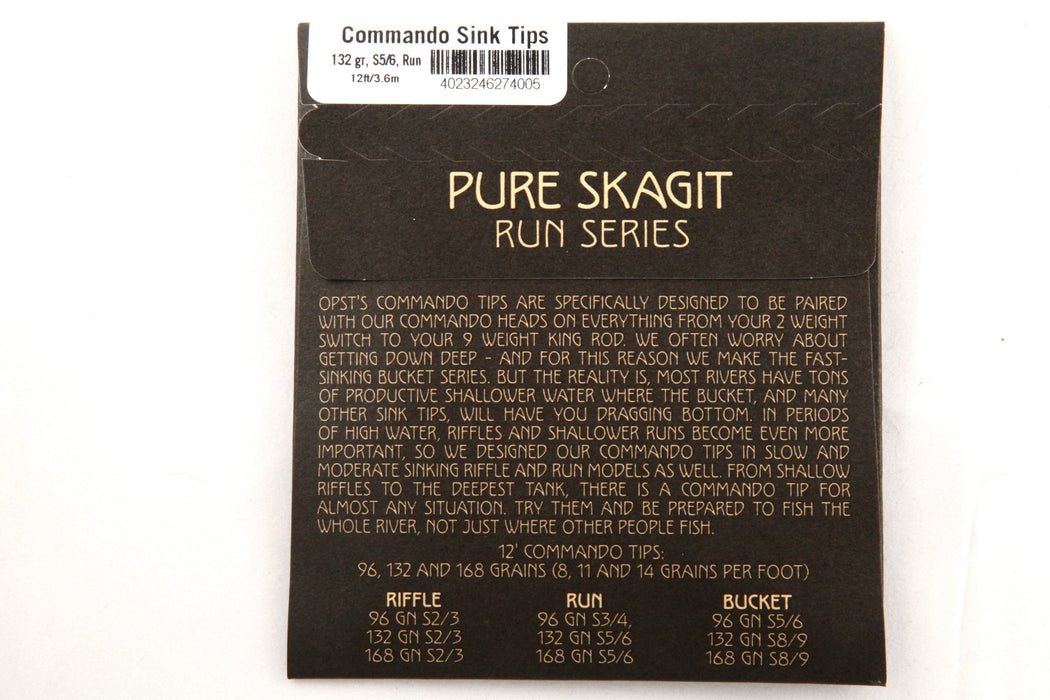 Commando Sink Tips
132 gr, S5/6, Run
12ft/3.6m
4023246274005
PURE SKAGIT
RUN SERIES
OPST'S COMMANDO TIPS ARE SPECIFICALLY DESIGNED TO BE PAIRED
WITH OUR COMMANDO HEADS ON EVERYTHING FROM YOUR 2 WEIGHT
SWITCH TO YOUR 9 WEIGHT KING ROD. WE OFTEN WORRY ABOUT
GETTING DOWN DEEP - AND FOR THIS REASON WE MAKE THE FAST-
SINKING BUCKET SERIES. BUT THE REALITY IS, MOST RIVERS HAVE TONS
OF PRODUCTIVE SHALLOWER WATER WHERE THE BUCKET, AND MANY
OTHER SINK TIPS, WILL HAVE YOU DRAGGING BOTTOM. IN PERIODS
OF HIGH WATER, RIFFLES AND SHALLOWER RUNS BECOME EVEN MORE
IMPORTANT, SO WE DESIGNED OUR COMMANDO TIPS IN SLOW AND
MODERATE SINKING RIFFLE AND RUN MODELS AS WELL. FROM SHALLOW
RIFFLES TO THE DEEPEST TANK, THERE IS A COMMANDO TIP FOR
ALMOST ANY SITUATION. TRY THEM AND BE PREPARED TO FISH THE
WHOLE RIVER, NOT JUST WHERE OTHER PEOPLE FISH.
12' COMMANDO TIPS:
96, 132 AND 168 GRAINS (8, 11 AND 14 GRAINS PER FOOT)
RIFFLE
96 GN S2/3
132 GN S2/3
168 GN S2/3
RUN
96 GN S3/4,
132 GN S5/6
168 GN S5/6
BUCKET
96 GN S5/6
132 GN S8/9
168 GN S8/9